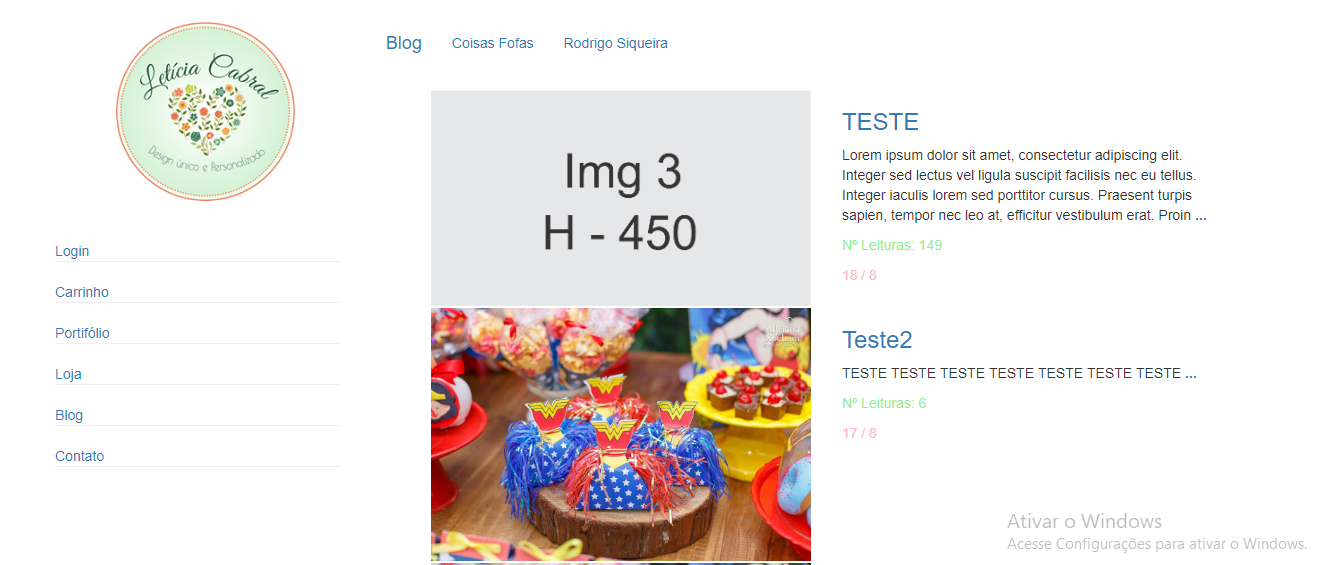 Letícia Cabral
Design único e Personalizado
Login
Carrinho
Portifólio
Loja
Blog
Contato
Blog Coisas Fofas Rodrigo Siqueira
Img 3
H - 450
TESTE
Lorem ipsum dolor sit amet, consectetur adipiscing elit.
Integer sed lectus vel ligula suscipit facilisis nec eu tellus.
Integer iaculis lorem sed porttitor cursus. Praesent turpis
sapien, tempor nec leo at, efficitur vestibulum erat. Proin ...
Nº Leituras: 149
18 / 8
Teste2
TESTE TESTE TESTE TESTE TESTE TESTE TESTE ...
Nº Leituras: 6
17 / 8
Ativar o Windows
Acesse Configurações para ativar o Windows.